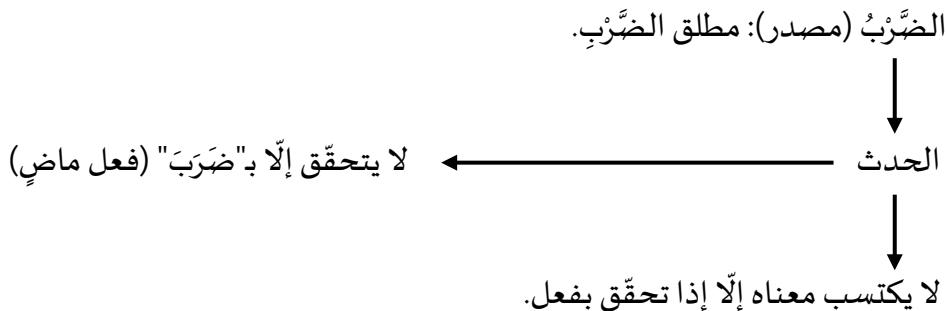 الضَّرْبُ (مصدر): مطلق الضَّرْبِ.
الحدث
لا يتحقّق إلّا بـ"ضَرَبَ" (فعل ماضٍ)
لا يكتسب معناه إلّا إذا تحقّق بفعل.